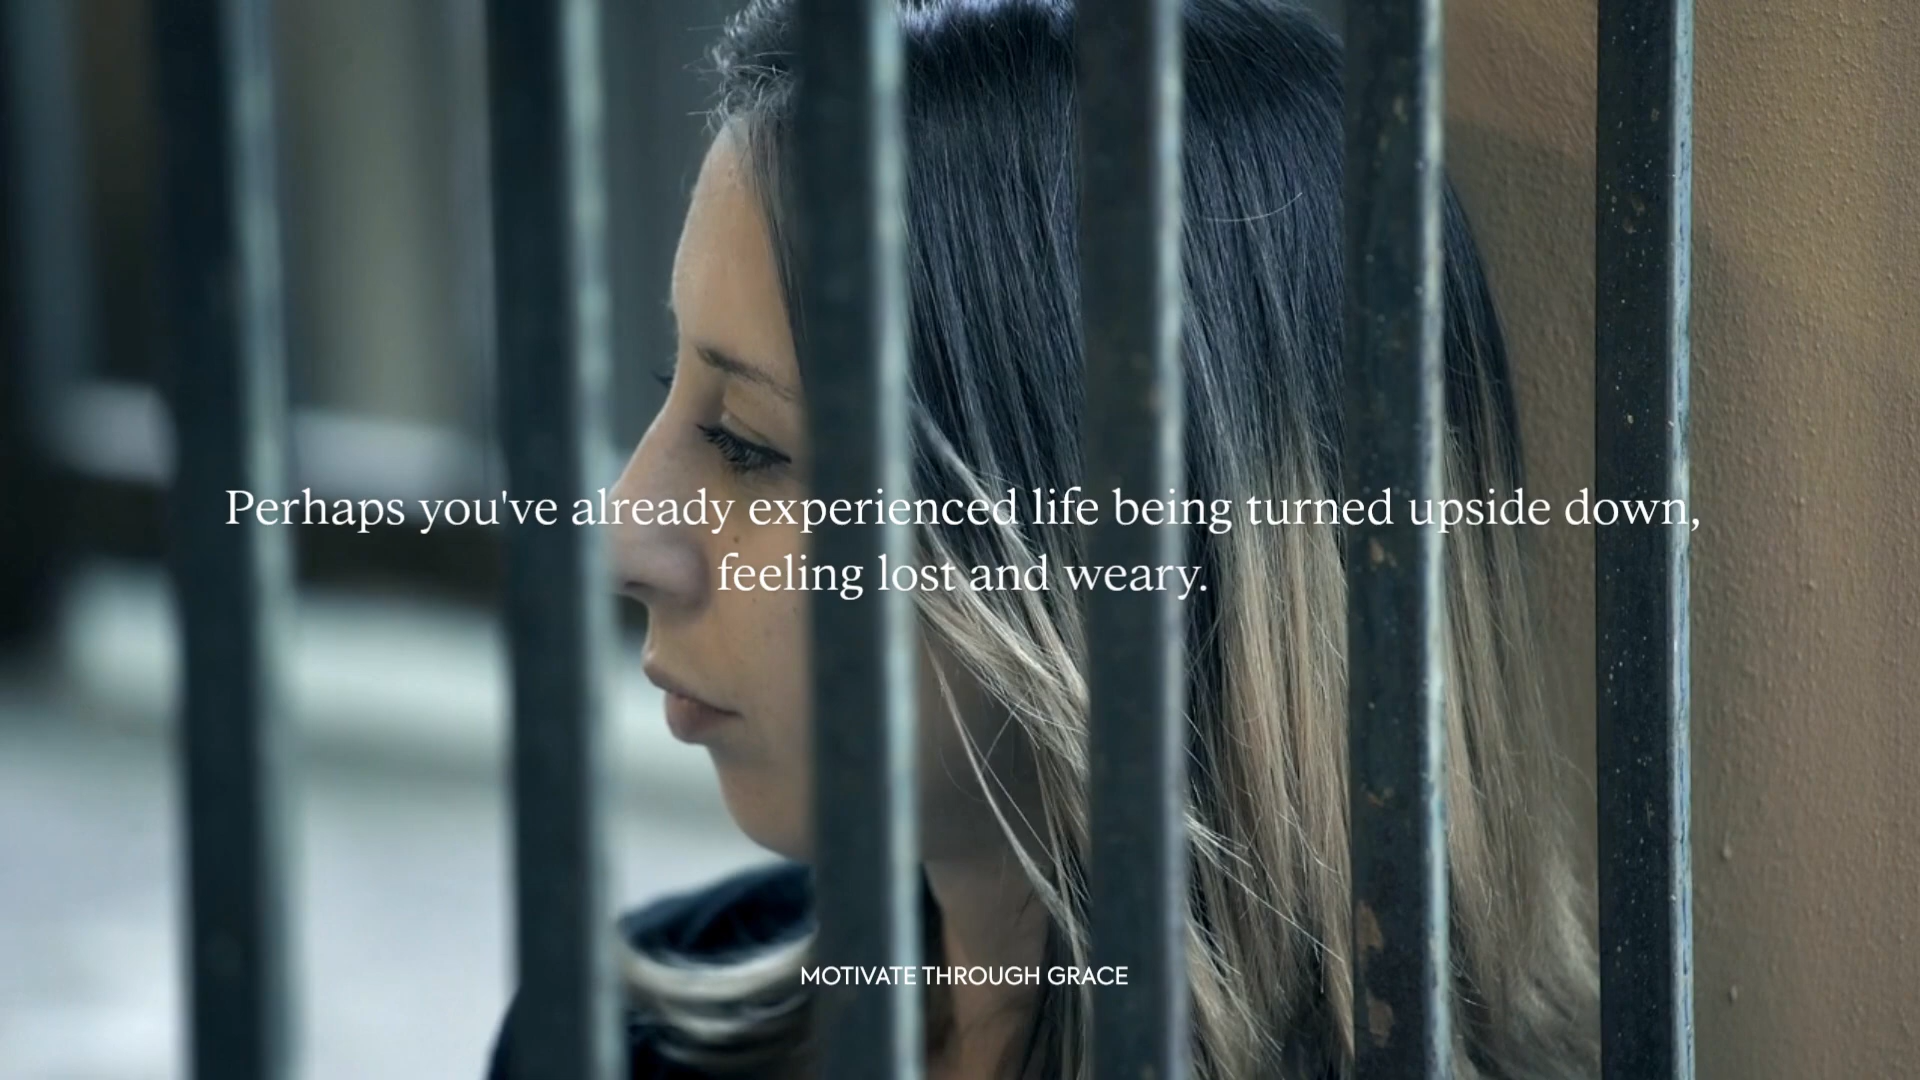 Perhaps you've already experienced life being turned upside down,
feeling lost and weary.
MOTIVATE THROUGH GRACE